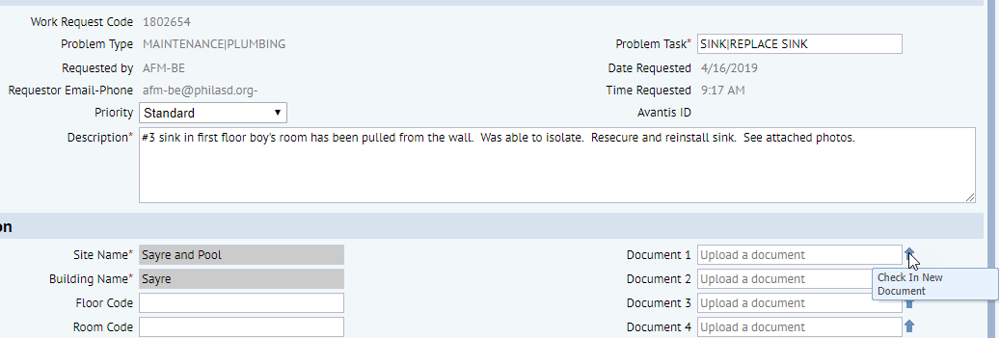 Work Request Code 1802654
Problem Type MAINTENANCE|PLUMBING Problem Task* SINK|REPLACE SINK
Requested by AFM-BE Date Requested 4/16/2019
Requestor Email-Phone afm-be@philasd.org- Time Requested 9:17 AM
Priority Standard Avantis ID
Description* #3 sink in first floor boy's room has been pulled from the wall. Was able to isolate. Resecure and reinstall sink. See attached photos.
on
Site Name* Sayre and Pool Document 1 Upload a document
Building Name* Sayre Document 2 Upload a document
Check In New
Document
Floor Code Document 3 Upload a document
Room Code Document 4 Upload a document